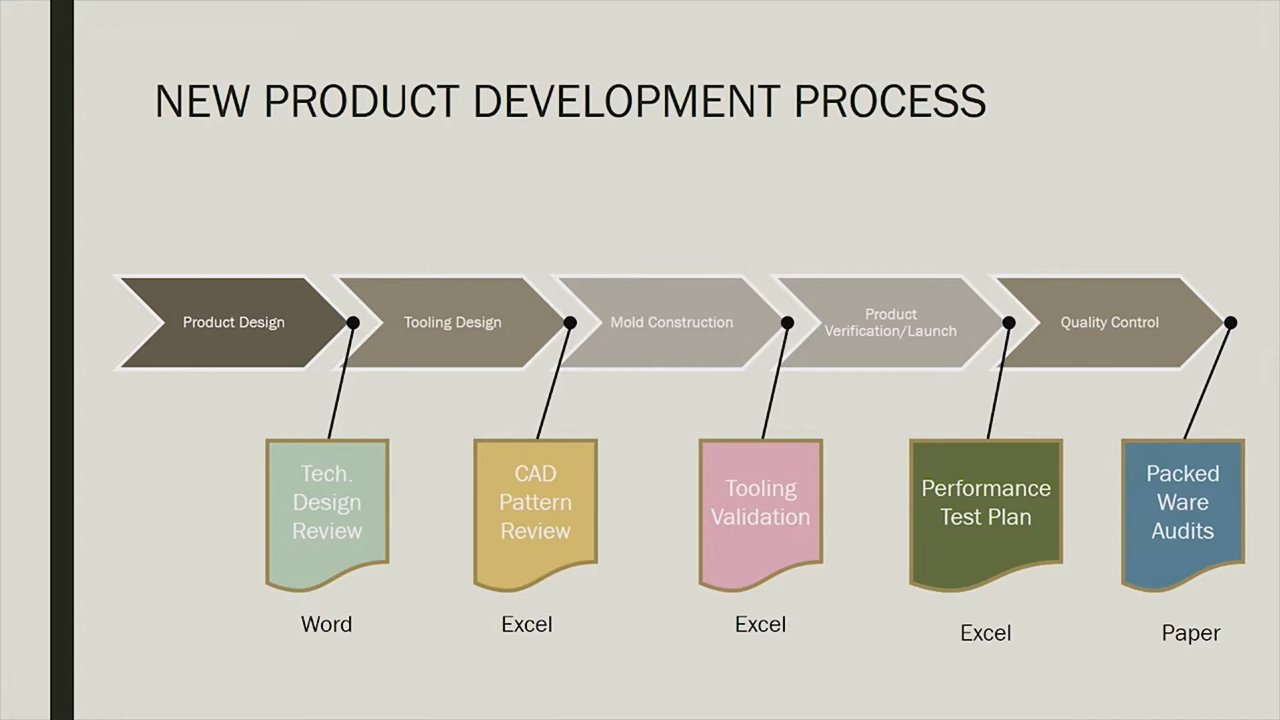 NEW PRODUCT DEVELOPMENT PROCESS
Product Design
Tooling Design
Mold Construction
Product
Verification/Launch
Quality Control
Tech.
Design
Review
CAD
Pattern
Review
Tooling
Validation
Performance
Test Plan
Packed
Ware
Audits
Word
Excel
Excel
Excel
Paper